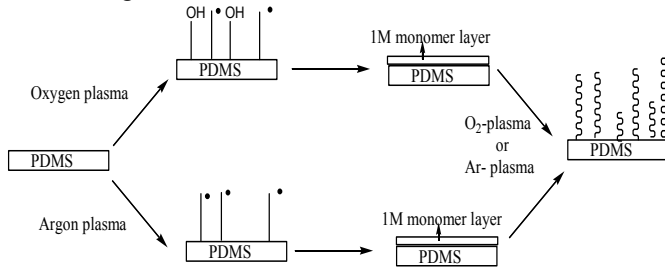 OH
OH
PDMS
1M monomer layer
PDMS
Oxygen plasma
O₂-plasma
or
Ar- plasma
PDMS
PDMS
Argon plasma
PDMS
1M monomer layer
PDMS